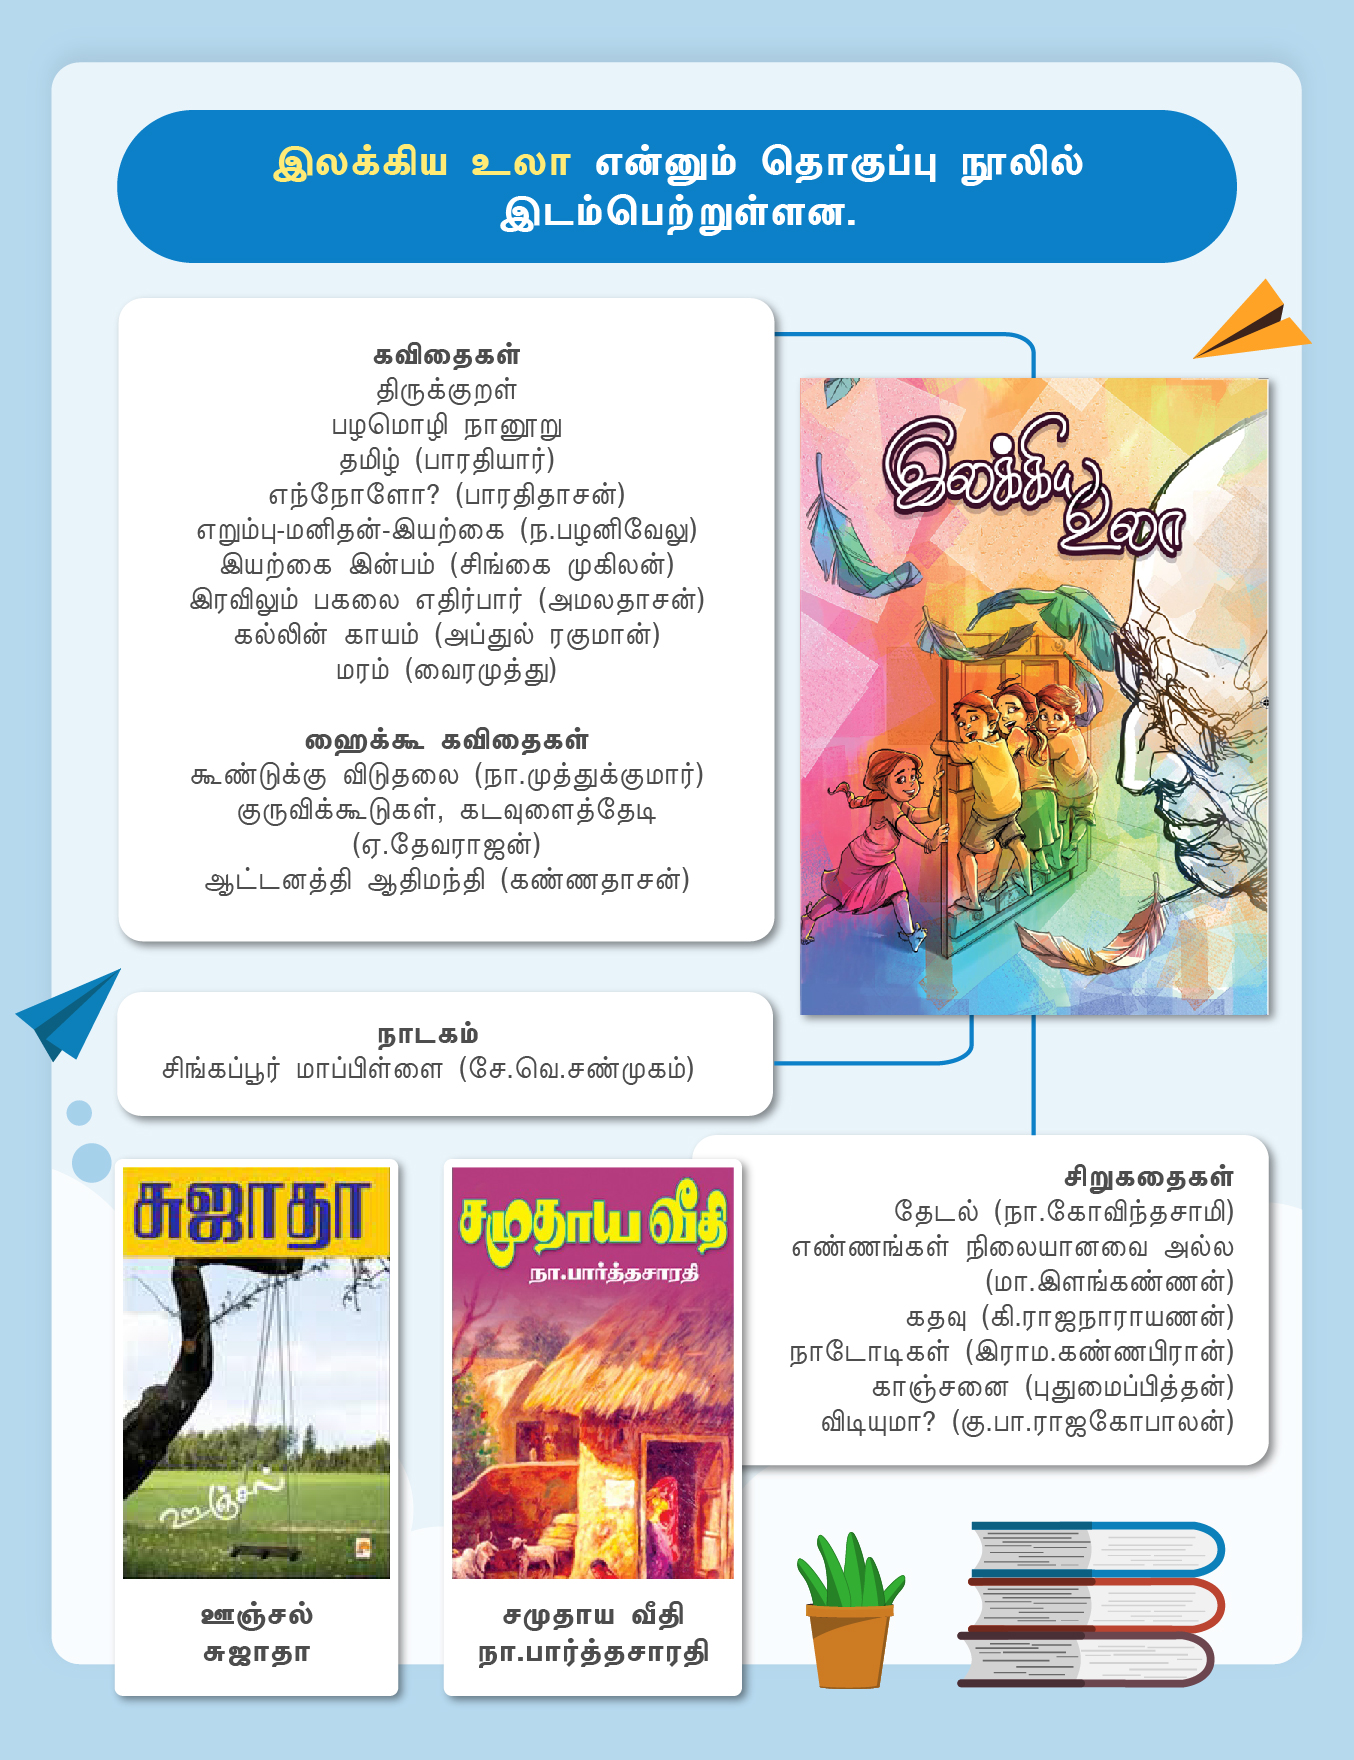 இலக்கிய உலா என்னும் தொகுப்பு நூலில்
இடம்பெற்றுள்ளன.
கவிதைகள்
திருக்குறள்
பழமொழி நானூறு
தமிழ் (பாரதியார்)
எந்நோளோ? (பாரதிதாசன்)
எறும்பு-மனிதன்-இயற்கை (ந.பழனிவேலு)
இயற்கை இன்பம் (சிங்கை முகிலன்)
இரவிலும் பகலை எதிர்பார் (அமலதாசன்)
கல்லின் காயம் (அப்துல் ரகுமான்)
மரம் (வைரமுத்து)
ஹைக்கூ கவிதைகள்
கூண்டுக்கு விடுதலை (நா.முத்துக்குமார்)
குருவிக்கூடுகள், கடவுளைத்தேடி
(ஏ.தேவராஜன்)
ஆட்டனத்தி ஆதிமந்தி (கண்ணதாசன்)
இலக்கிய
உலா
நாடகம்
சிங்கப்பூர் மாப்பிள்ளை (சே.வெ.சண்முகம்)
சிறுகதைகள்
தேடல் (நா.கோவிந்தசாமி)
எண்ணங்கள் நிலையானவை அல்ல
(மா.இளங்கண்ணன்)
கதவு (கி.ராஜநாராயணன்)
நாடோடிகள் (இராம.கண்ணபிரான்)
காஞ்சனை (புதுமைப்பித்தன்)
விடியுமா? (கு.பா.ராஜகோபாலன்)
சுஜாதா
ஊஞ்சல்
ஊஞ்சல்
சுஜாதா
சமுதாய வீதி
நா.பார்த்தசாரதி
சமுதாய வீதி
நா.பார்த்தசாரதி